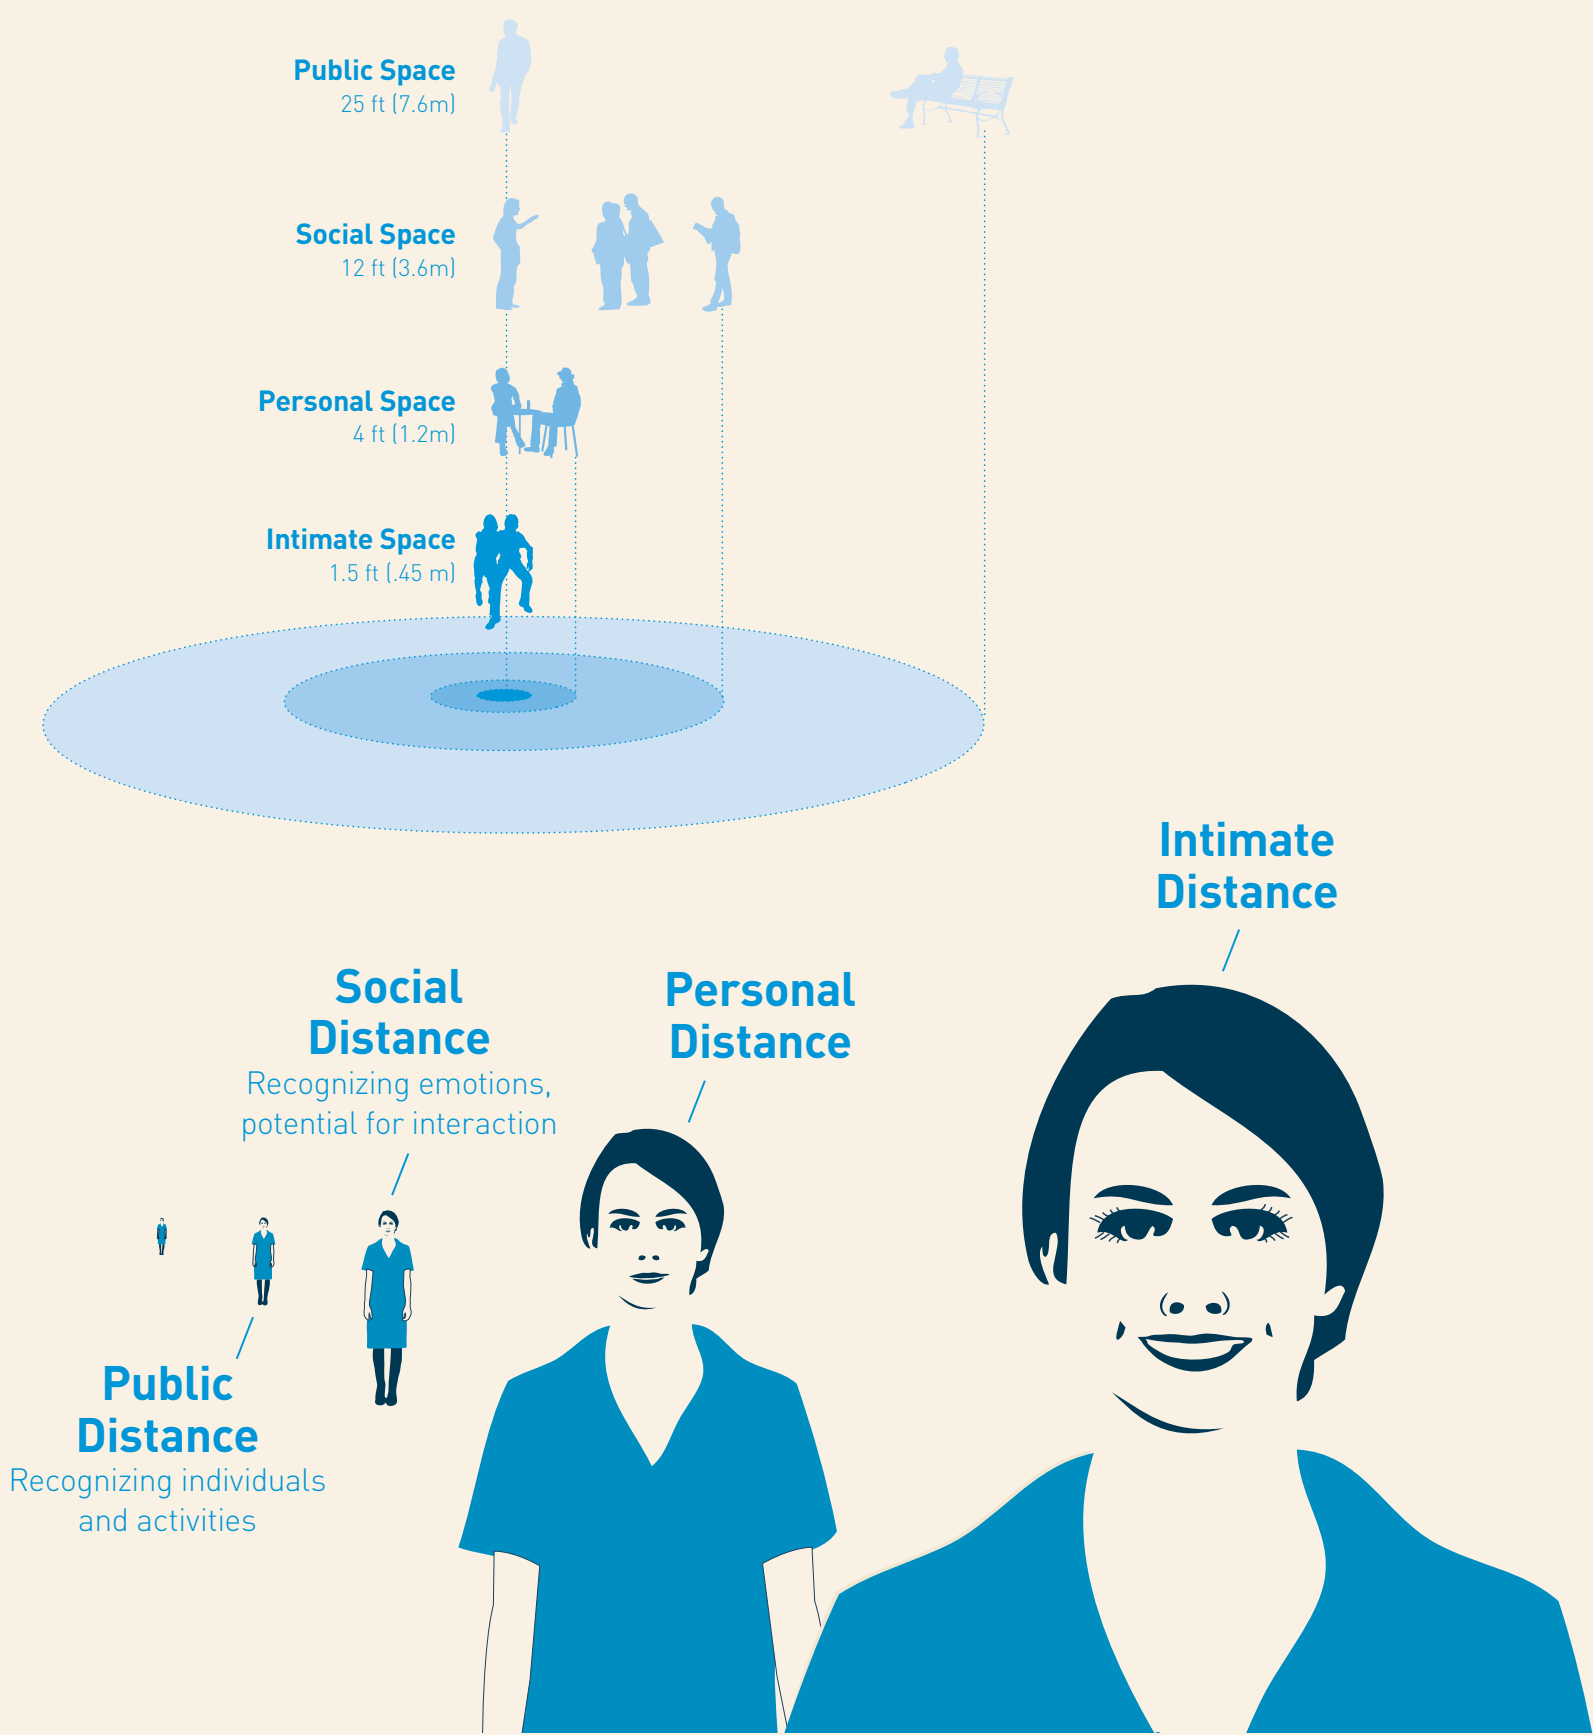 Public Space
25 ft (7.6m)
Social Space
12 ft (3.6m)
Personal Space
4 ft (1.2m)
Intimate Space
1.5 ft (.45 m)
Intimate
Distance
Social
Distance
Recognizing emotions,
potential for interaction
Personal
Distance
Public
Distance
Recognizing individuals
and activities